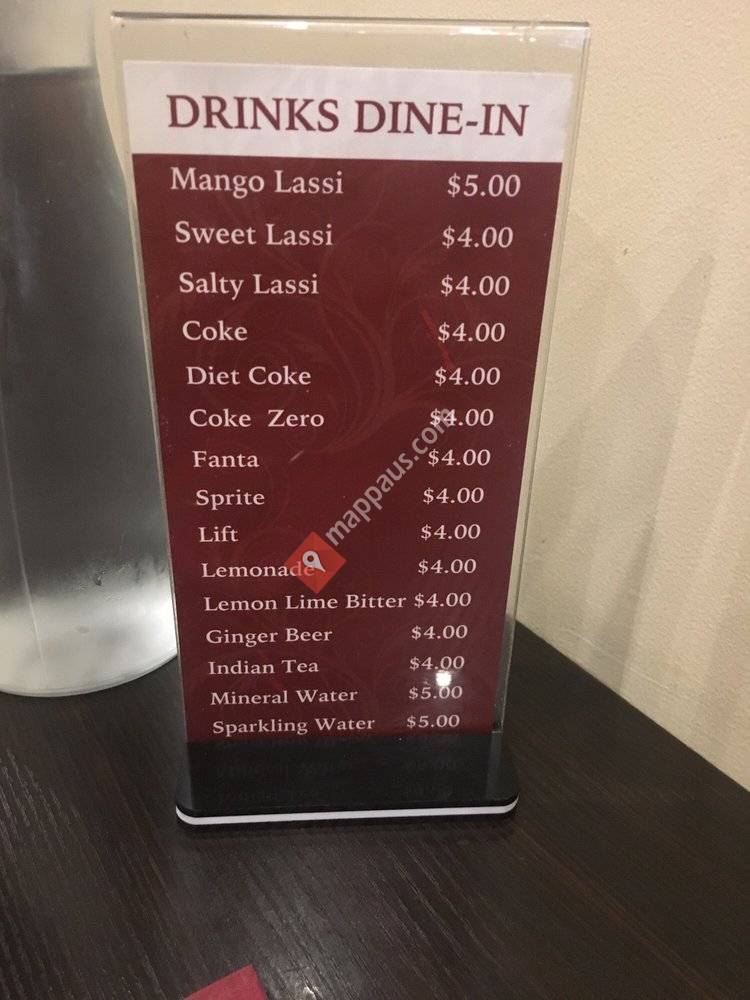 DRINKS DINE-IN
Mango Lassi $5.00
Sweet Lassi $4.00
Salty Lassi $4.00
Coke $4.00
Diet Coke $4.00
Coke Zero $4.00
Fanta $4.00
Sprite $4.00
Lift $4.00
Lemonade $4.00
Lemon Lime Bitter $4.00
Ginger Beer $4.00
Indian Tea $4.00
Mineral Water $5.00
Sparkling Water $5.00
mappaus.com